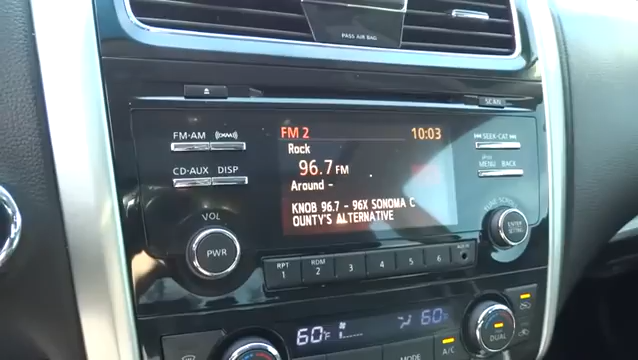 PASS AIR BAG
SCAN
FM·AM
FM 2 10:03
SEEK·CAT
Rock
96.7 FM
CD·AUX DISP
MENU BACK
Around -
KNOB 96.7 - 96X SONOMA C
OUNTY'S ALTERNATIVE
VOL
TUNE SCROLL
PWR
ENTER
SETTING
AUX IN
RPT 1
RDM 2
3 4 5 6
60°F 60°F
DUAL
A/C
MODE